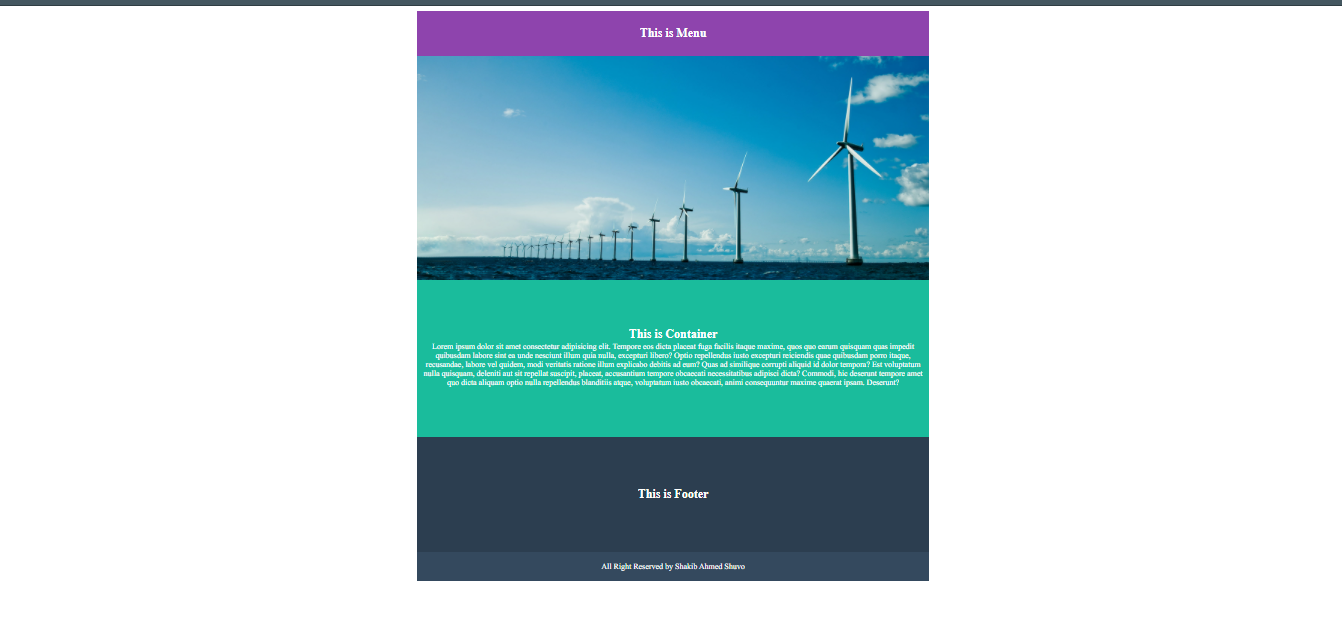 This is Menu
This is Container
Lorem ipsum dolor sit amet consectetur adipisicing elit. Tempore eos dicta placeat fuga facilis itaque maxime, quos quo earum quisquam quas impedit
quibusdam labore sint ea unde nesciunt illum quia nulla, excepturi libero? Optio repellendus iusto excepturi reiciendis quae quibusdam porro itaque,
recusandae, labore vel quidem, modi veritatis ratione illum explicabo debitis ad eum? Quas ad similique corrupti aliquid id dolor tempora? Est voluptatum
nulla quisquam, deleniti aut sit repellat suscipit, placeat, accusantium tempore obcaecati necessitatibus adipisci dicta? Commodi, hic deserunt tempore amet
quo dicta aliquam optio nulla repellendus blanditiis atque, voluptatum iusto obcaecati, animi consequuntur maxime quaerat ipsam. Deserunt?
This is Footer
All Right Reserved by Shakib Ahmed Shuvo